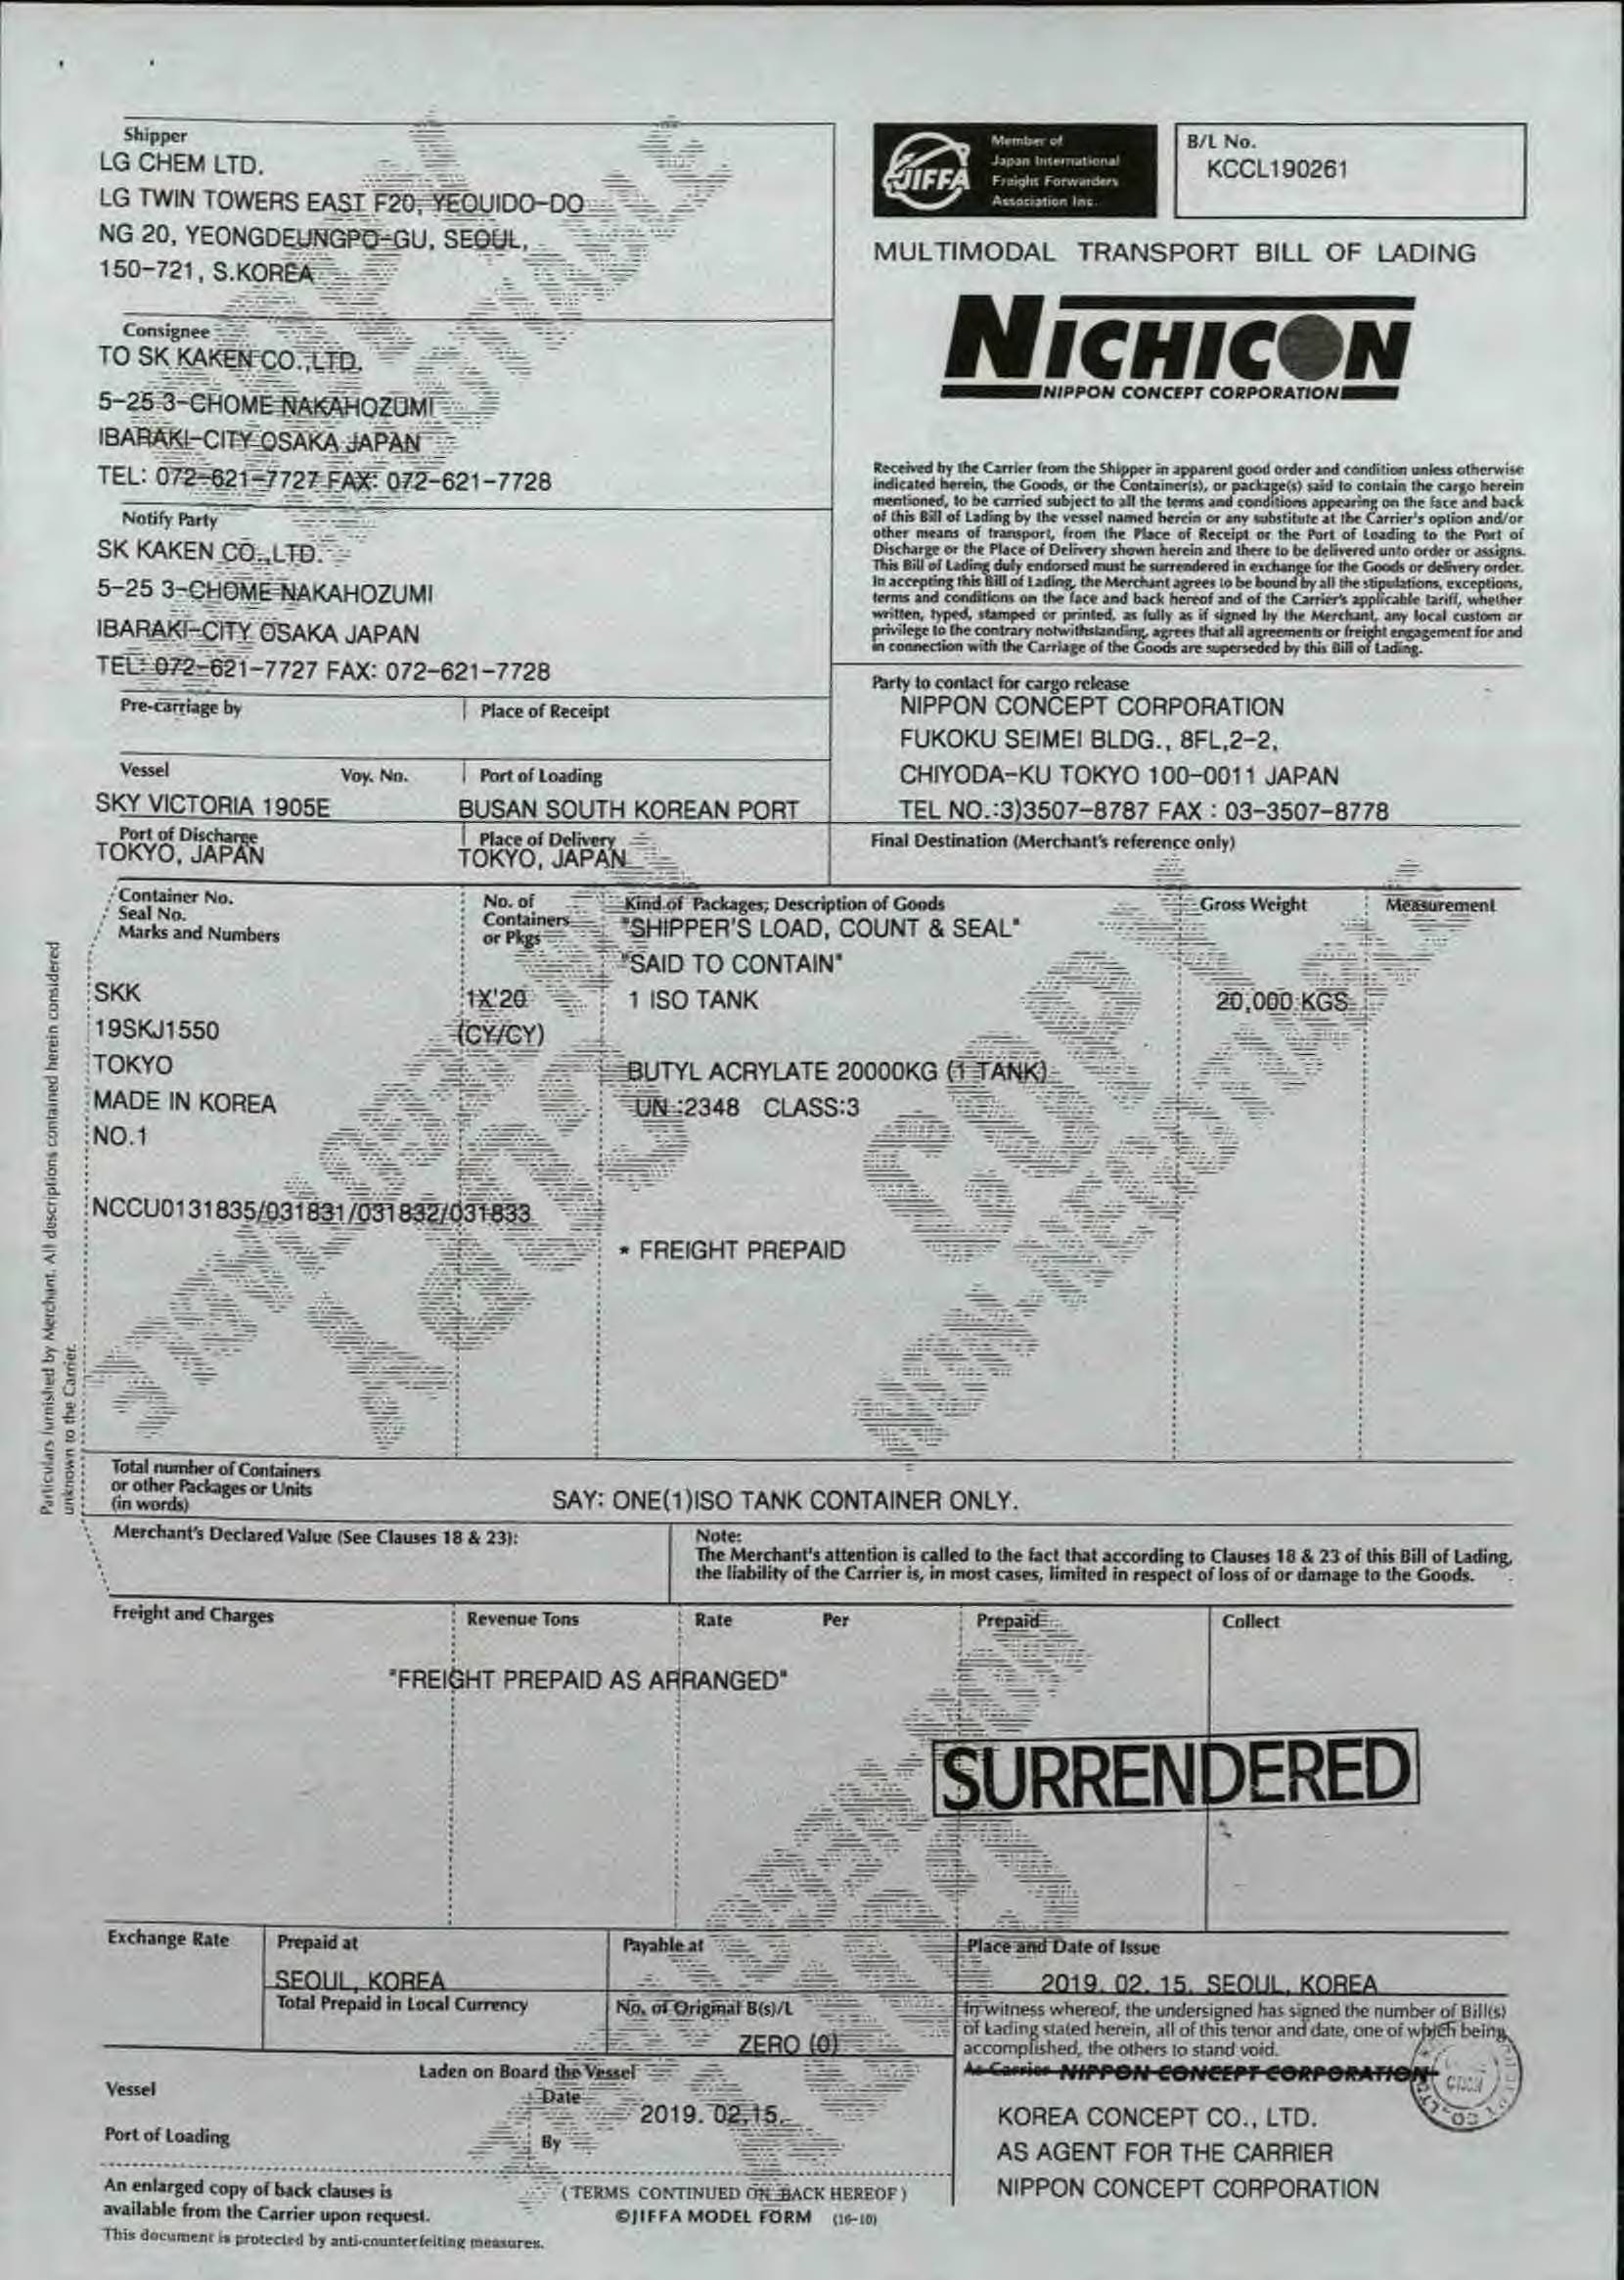 Shipper
LG CHEM LTD.
LG TWIN TOWERS EAST F20, YEOUIDO-DO
NG 20, YEONGDEUNGPO-GU, SEOUL,
150-721, S.KOREA
JIFFA
Member of
Japan International
Freight Forwarders
Association Inc.
B/L No.
KCCL190261
MULTIMODAL TRANSPORT BILL OF LADING
NICHICON
NIPPON CONCEPT CORPORATION
Consignee
TO SK KAKEN CO.,LTD.
5-25 3-CHOME NAKAHOZUMI
IBARAKI-CITY OSAKA JAPAN
TEL: 072-621-7727 FAX: 072-621-7728
Notify Party
SK KAKEN CO.,LTD.
5-25 3-CHOME NAKAHOZUMI
IBARAKI-CITY OSAKA JAPAN
TEL: 072-621-7727 FAX: 072-621-7728
Received by the Carrier from the Shipper in apparent good order and condition unless otherwise
indicated herein, the Goods, or the Container(s), or package(s) said to contain the cargo herein
mentioned, to be carried subject to all the terms and conditions appearing on the face and back
of this Bill of Lading by the vessel named herein or any substitute at the Carrier's option and/or
other means of transport, from the Place of Receipt or the Port of Loading to the Port of
Discharge or the Place of Delivery shown herein and there to be delivered unto order or assigns.
This Bill of Lading duly endorsed must be surrendered in exchange for the Goods or delivery order.
In accepting this Bill of Lading, the Merchant agrees to be bound by all the stipulations, exceptions,
terms and conditions on the face and back hereof and of the Carrier's applicable tariff, whether
written, typed, stamped or printed, as fully as if signed by the Merchant, any local custom or
privilege to the contrary notwithstanding, agrees that all agreements or freight engagement for and
in connection with the Carriage of the Goods are superseded by this Bill of Lading.
Party to contact for cargo release
NIPPON CONCEPT CORPORATION
FUKOKU SEIMEI BLDG., 8FL,2-2,
CHIYODA-KU TOKYO 100-0011 JAPAN
TEL NO.:3)3507-8787 FAX : 03-3507-8778
Pre-carriage by Place of Receipt
Vessel Voy. No. Port of Loading
SKY VICTORIA 1905E BUSAN SOUTH KOREAN PORT
Port of Discharge Place of Delivery Final Destination (Merchant's reference only)
TOKYO, JAPAN TOKYO, JAPAN
Container No.
Seal No.
Marks and Numbers
No. of
Containers
or Pkgs
Kind of Packages; Description of Goods Gross Weight Measurement
"SHIPPER'S LOAD, COUNT & SEAL"
"SAID TO CONTAIN"
SKK 1X'20 1 ISO TANK 20,000 KGS
19SKJ1550 (CY/CY)
TOKYO BUTYL ACRYLATE 20000KG (1 TANK)
MADE IN KOREA UN :2348 CLASS:3
NO.1
NCCU0131835/031831/031832/031833
* FREIGHT PREPAID
Particulars furnished by Merchant. All descriptions contained herein considered
unknown to the Carrier.
Total number of Containers
or other Packages or Units
(in words)
SAY: ONE(1)ISO TANK CONTAINER ONLY.
Merchant's Declared Value (See Clauses 18 & 23):
Note:
The Merchant's attention is called to the fact that according to Clauses 18 & 23 of this Bill of Lading,
the liability of the Carrier is, in most cases, limited in respect of loss of or damage to the Goods.
Freight and Charges Revenue Tons Rate Per Prepaid Collect
"FREIGHT PREPAID AS ARRANGED"
SURRENDERED
Exchange Rate Prepaid at Payable at Place and Date of Issue
SEOUL, KOREA 2019. 02. 15. SEOUL, KOREA
Total Prepaid in Local Currency No. of Original B(s)/L
ZERO (0)
In witness whereof, the undersigned has signed the number of Bill(s)
of Lading stated herein, all of this tenor and date, one of which being
accomplished, the others to stand void.
As Carrier NIPPON CONCEPT CORPORATION
KOREA CONCEPT CO., LTD.
AS AGENT FOR THE CARRIER
NIPPON CONCEPT CORPORATION
Laden on Board the Vessel
Vessel Date
2019. 02.15.
Port of Loading By
An enlarged copy of back clauses is
available from the Carrier upon request.
(TERMS CONTINUED ON BACK HEREOF)
©JIFFA MODEL FORM (16-10)
This document is protected by anti-counterfeiting measures.